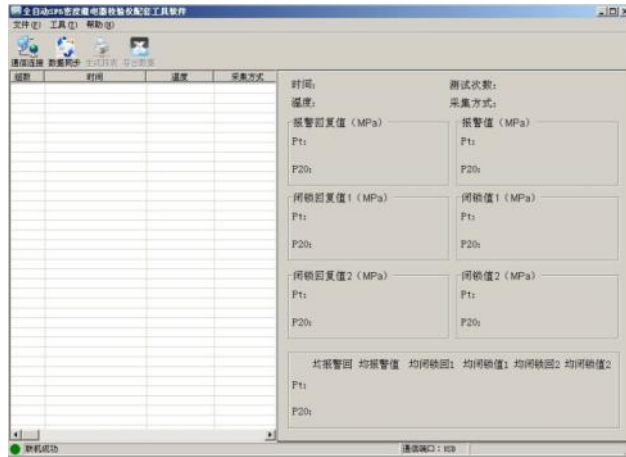 全自动SF6密度继电器校验仪配套工具软件
文件(F) 工具(T) 帮助(H)
通信连接 数据同步 生成报表 导出数据
组数 时间 温度 采集方式
时间: 测试次数:
温度: 采集方式:
报警回复值（MPa） 报警值（MPa）
Pt: Pt:
P20: P20:
闭锁回复值1（MPa） 闭锁值1（MPa）
Pt: Pt:
P20: P20:
闭锁回复值2（MPa） 闭锁值2（MPa）
Pt: Pt:
P20: P20:
均报警回 均报警值 均闭锁回1 均闭锁值1 均闭锁回2 均闭锁值2
Pt:
P20:
联机成功 通信端口：USB